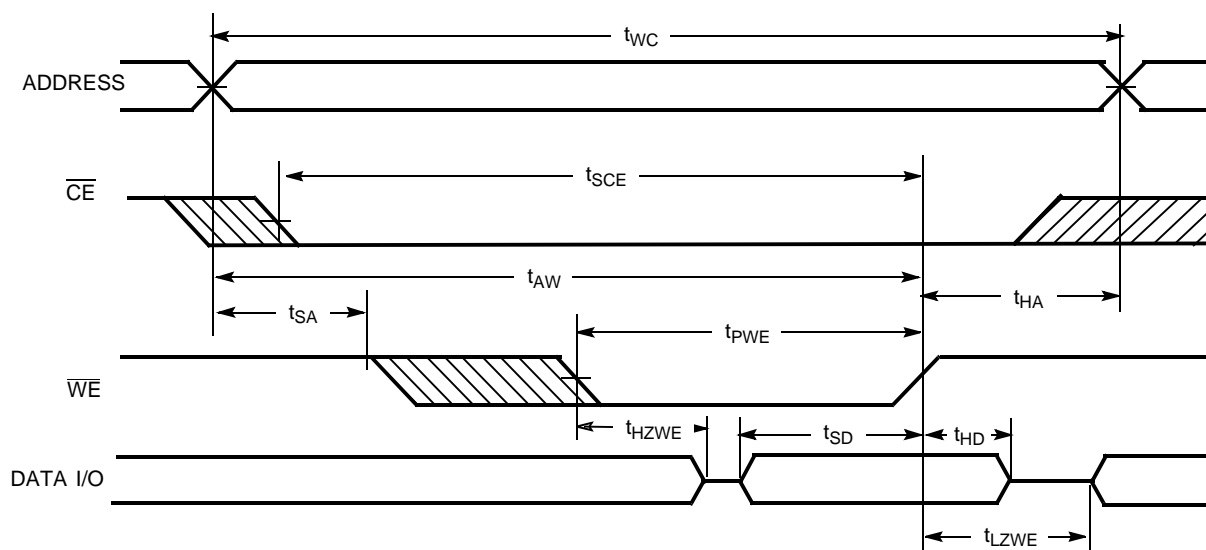 tWC
ADDRESS
tSCE
CE
tAW
tSA
tHA
tPWE
WE
tHZWE
tSD
tHD
DATA I/O
tLZWE